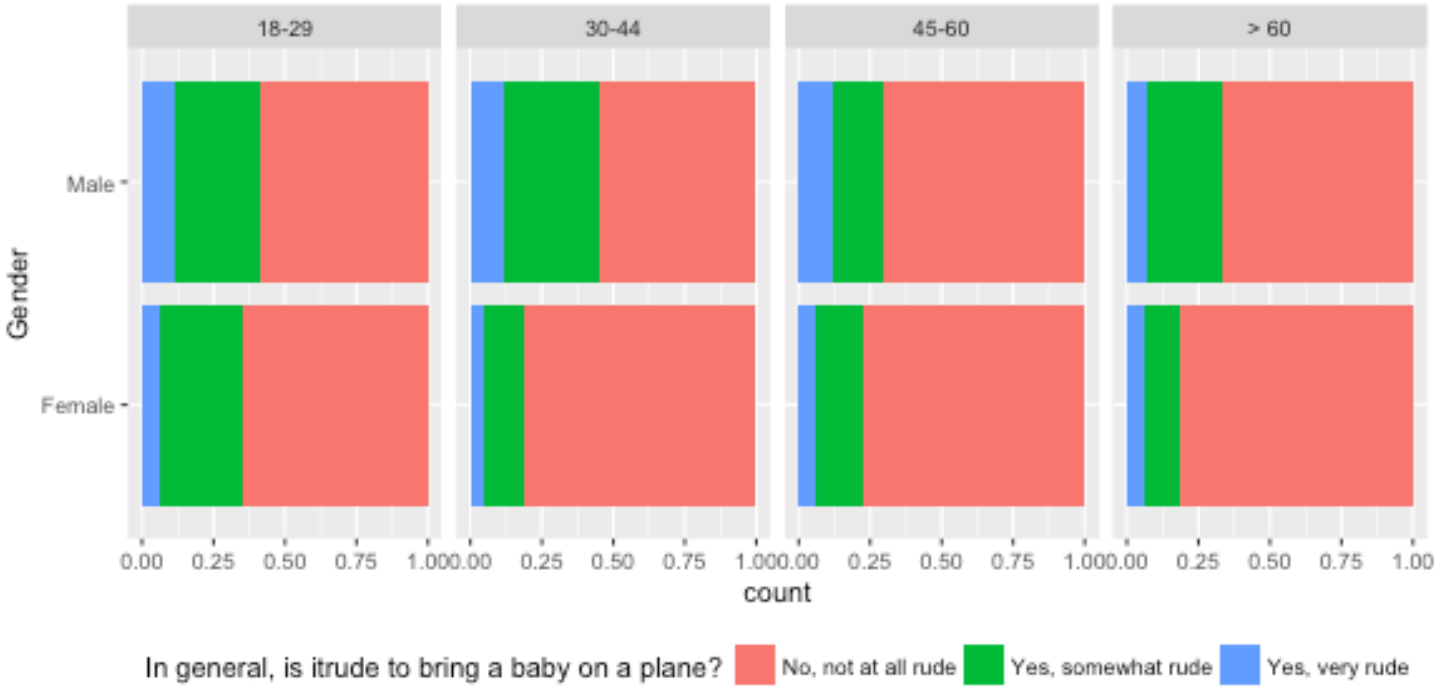 18-29 30-44 45-60 > 60
Gender
Male
Female
0.00 0.25 0.50 0.75 1.00 0.00 0.25 0.50 0.75 1.00 0.00 0.25 0.50 0.75 1.00 0.00 0.25 0.50 0.75 1.00
count
In general, is itrude to bring a baby on a plane? No, not at all rude Yes, somewhat rude Yes, very rude